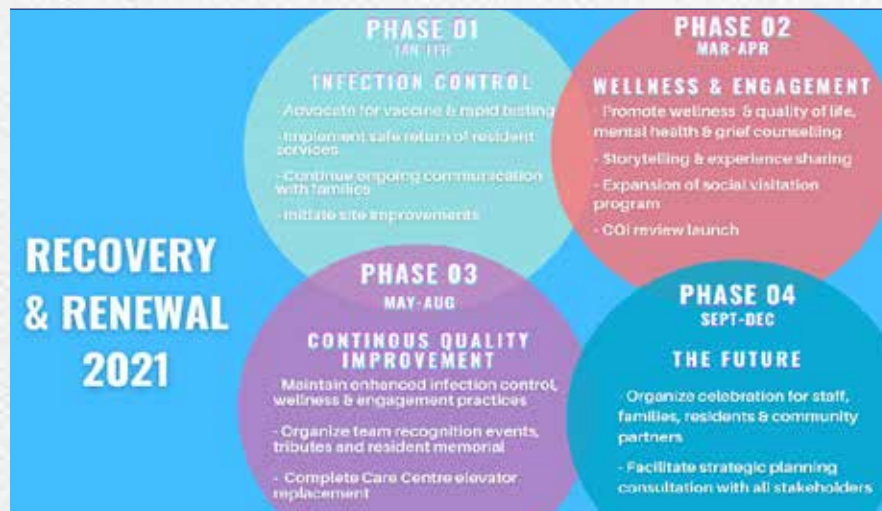 RECOVERY
& RENEWAL
2021
PHASE 01
JAN-FEB
INFECTION CONTROL
- Advocate for vaccine & rapid testing
- Implement safe return of resident
services
- Continue ongoing communication
with families
- Initiate site improvements
PHASE 02
MAR-APR
WELLNESS & ENGAGEMENT
- Promote wellness & quality of life,
mental health & grief counselling
- Storytelling & experience sharing
- Expansion of social visitation
program
- CQI review launch
PHASE 03
MAY-AUG
CONTINOUS QUALITY
IMPROVEMENT
- Maintain enhanced infection control,
wellness & engagement practices
- Organize team recognition events,
tributes and resident memorial
- Complete Care Centre elevator
replacement
PHASE 04
SEPT-DEC
THE FUTURE
- Organize celebration for staff,
families, residents & community
partners
- Facilitate strategic planning
consultation with all stakeholders